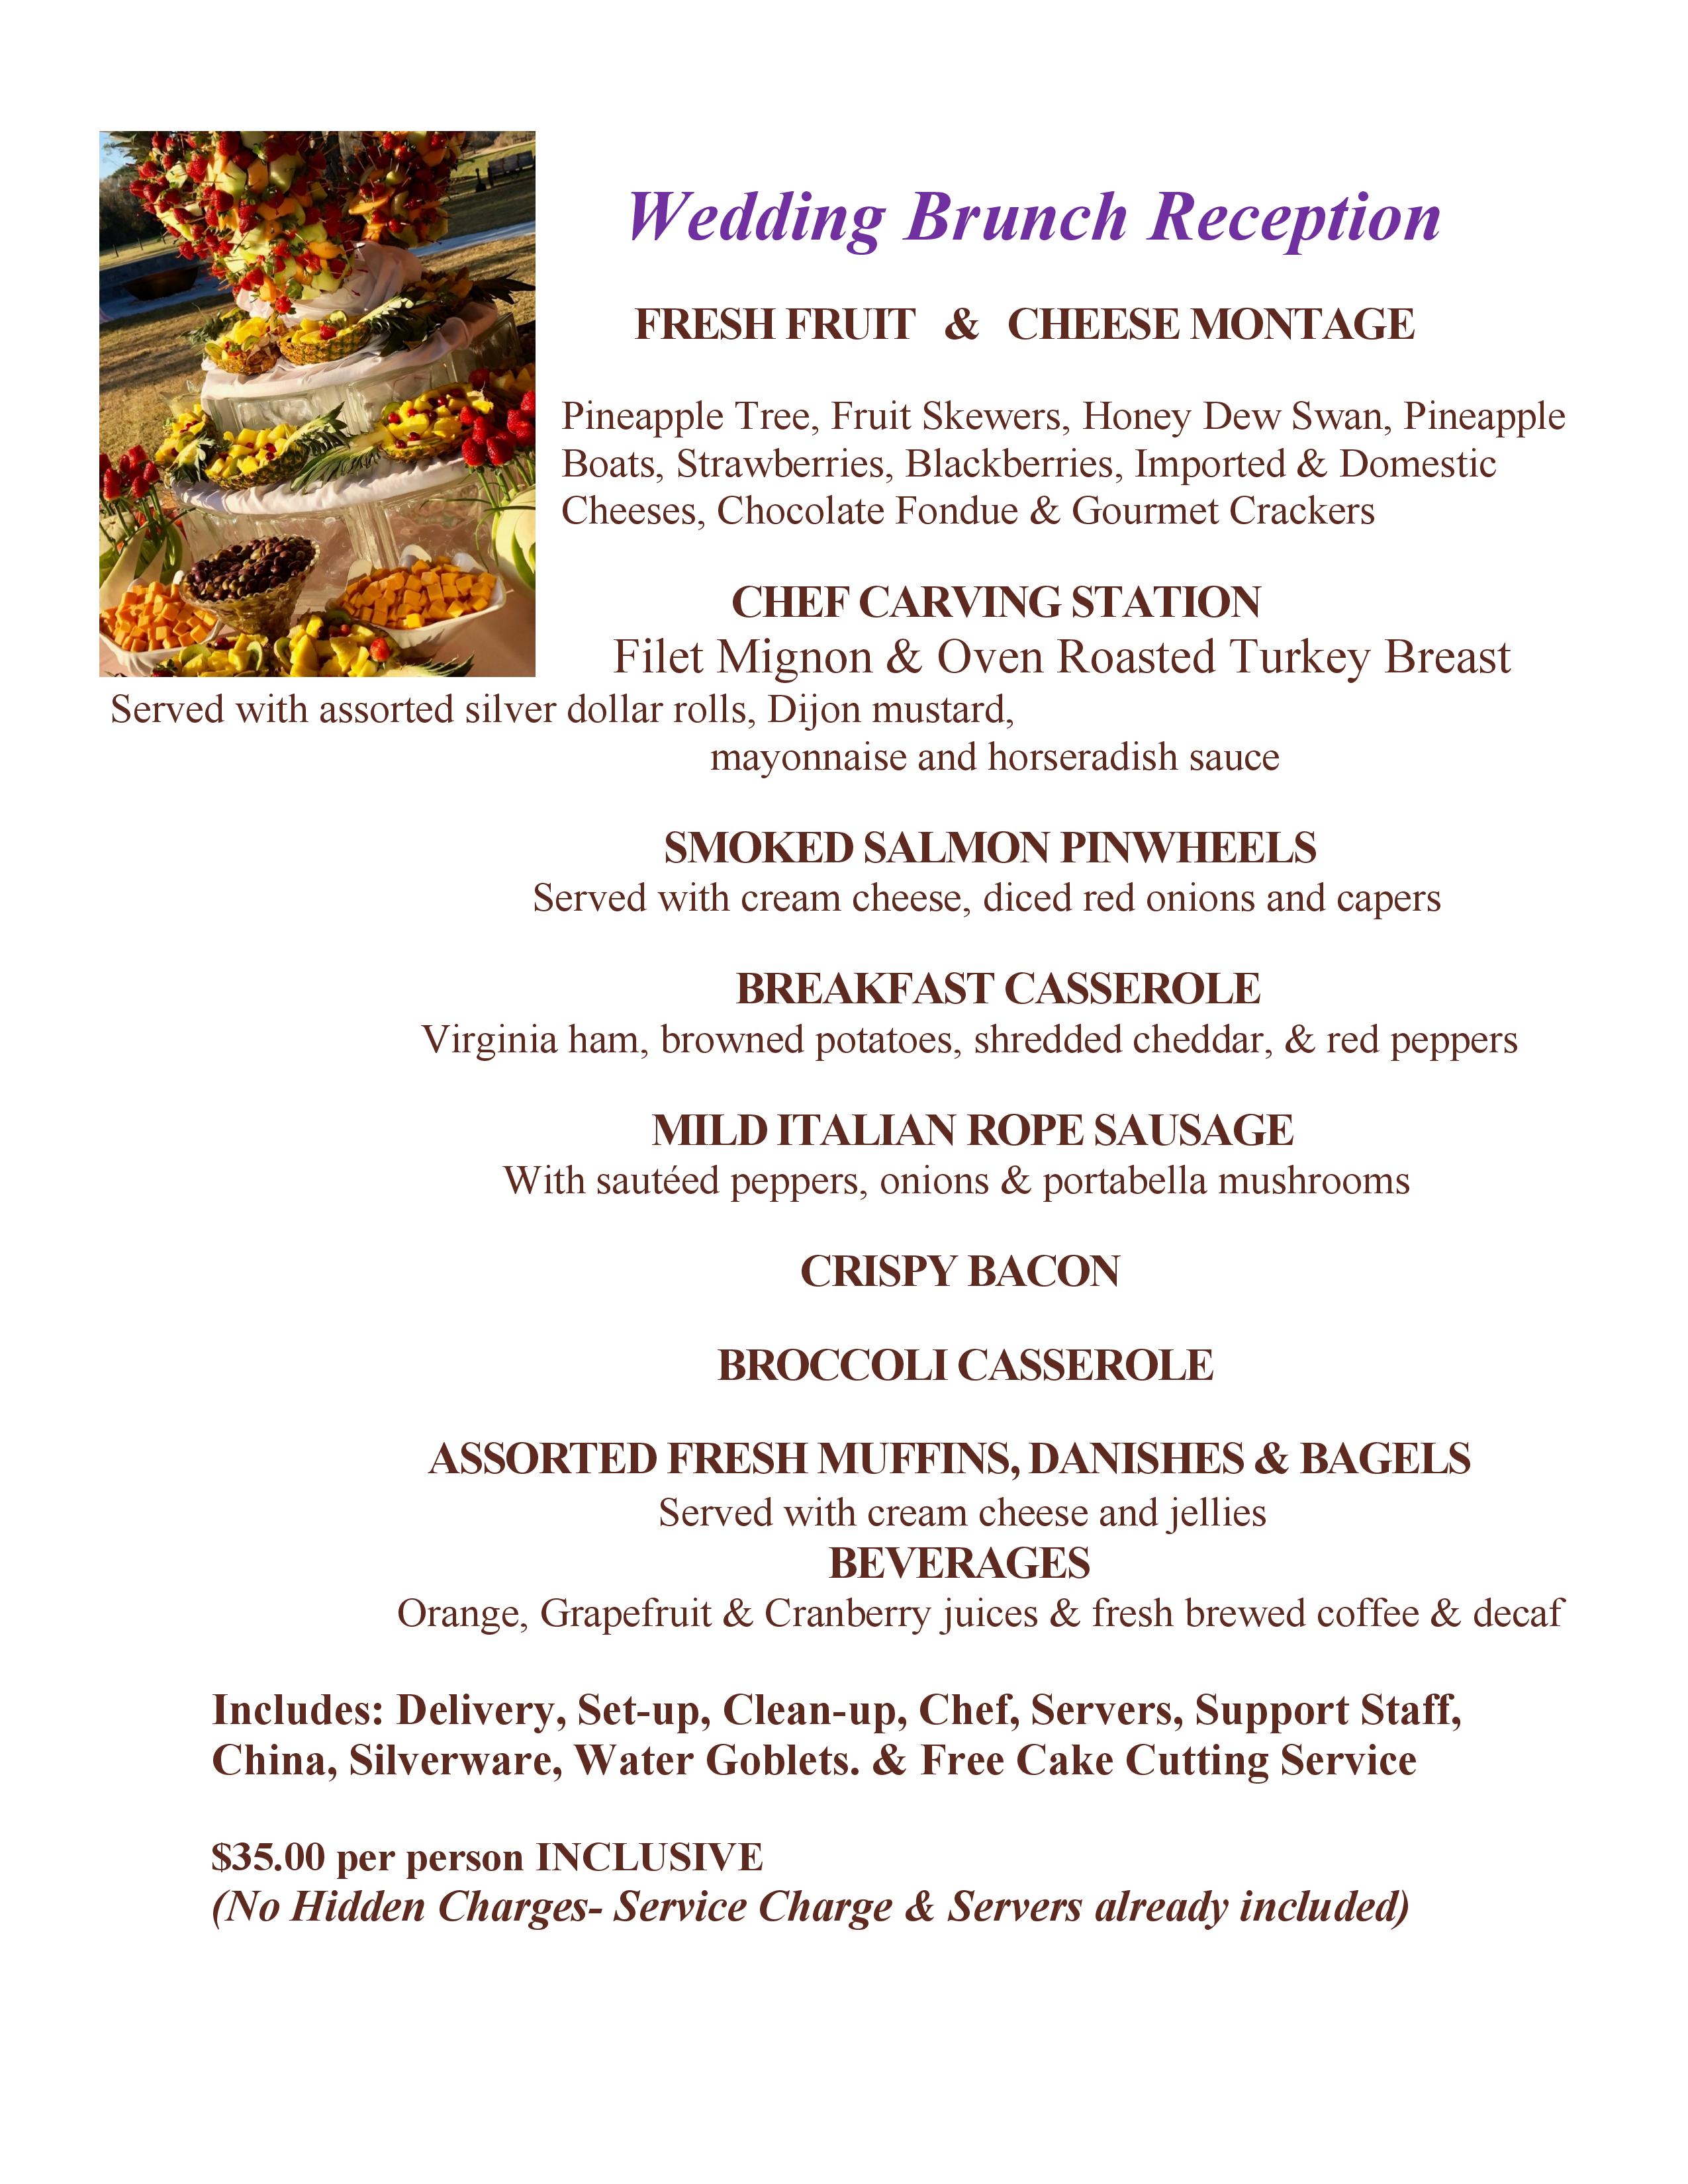 Wedding Brunch Reception
FRESH FRUIT & CHEESE MONTAGE
Pineapple Tree, Fruit Skewers, Honey Dew Swan, Pineapple
Boats, Strawberries, Blackberries, Imported & Domestic
Cheeses, Chocolate Fondue & Gourmet Crackers
CHEF CARVING STATION
Filet Mignon & Oven Roasted Turkey Breast
Served with assorted silver dollar rolls, Dijon mustard,
mayonnaise and horseradish sauce
SMOKED SALMON PINWHEELS
Served with cream cheese, diced red onions and capers
BREAKFAST CASSEROLE
Virginia ham, browned potatoes, shredded cheddar, & red peppers
MILD ITALIAN ROPE SAUSAGE
With sautéed peppers, onions & portabella mushrooms
CRISPY BACON
BROCCOLI CASSEROLE
ASSORTED FRESH MUFFINS, DANISHES & BAGELS
Served with cream cheese and jellies
BEVERAGES
Orange, Grapefruit & Cranberry juices & fresh brewed coffee & decaf
Includes: Delivery, Set-up, Clean-up, Chef, Servers, Support Staff,
China, Silverware, Water Goblets. & Free Cake Cutting Service
$35.00 per person INCLUSIVE
(No Hidden Charges- Service Charge & Servers already included)